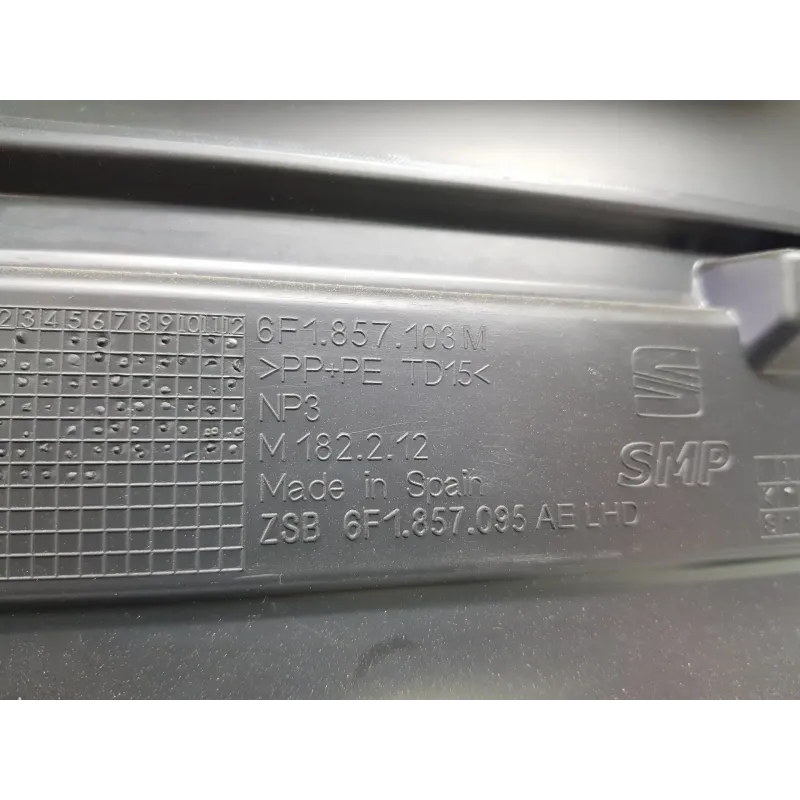 2 3 4 5 6 7 8 9 10 11 12
6F1.857.103 M
>PP+PE TD15<
NP3
M 182.2.12
SMP
Made in Spain
ZSB 6F1.857.095 AE LHD